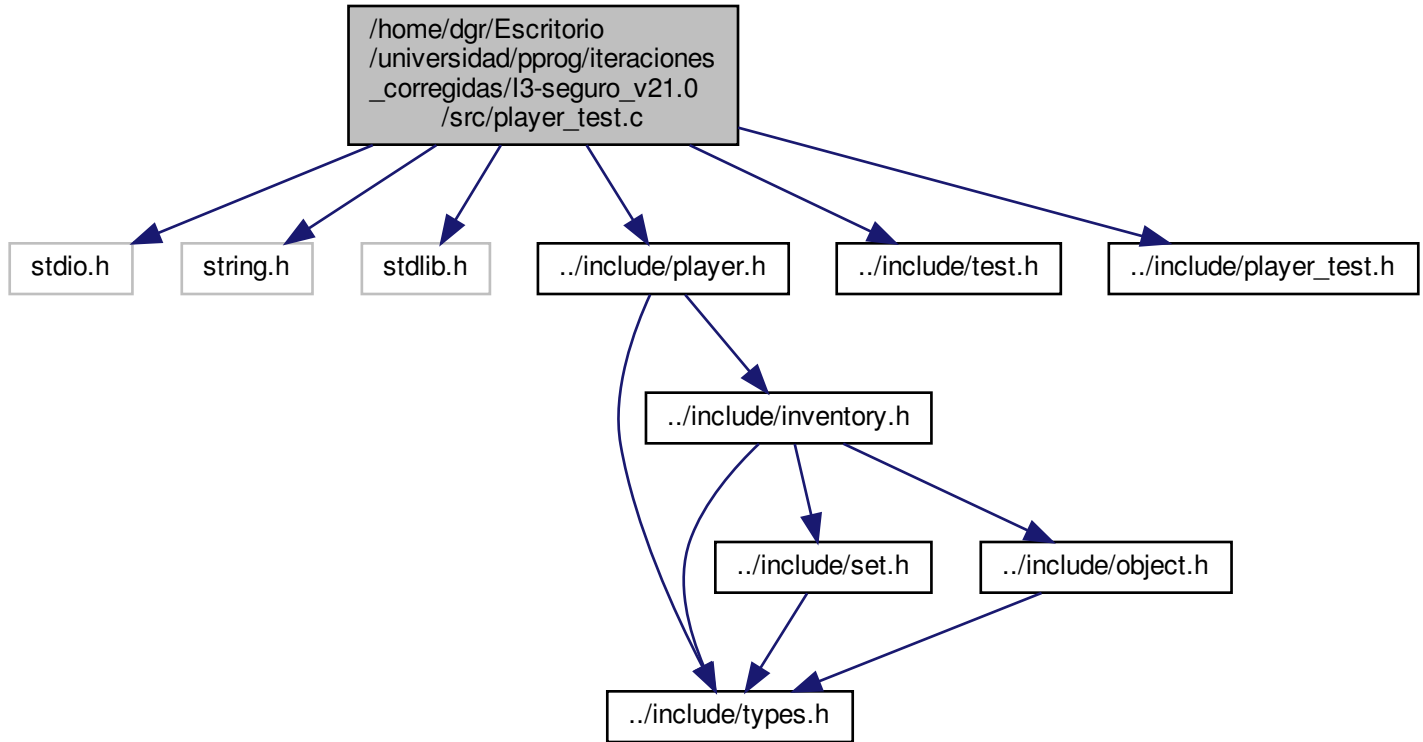 /home/dgr/Escritorio
/universidad/pprog/iteraciones
_corregidas/I3-seguro_v21.0
/src/player_test.c
stdio.h
string.h
stdlib.h
../include/player.h
../include/test.h
../include/player_test.h
../include/inventory.h
../include/set.h
../include/object.h
../include/types.h